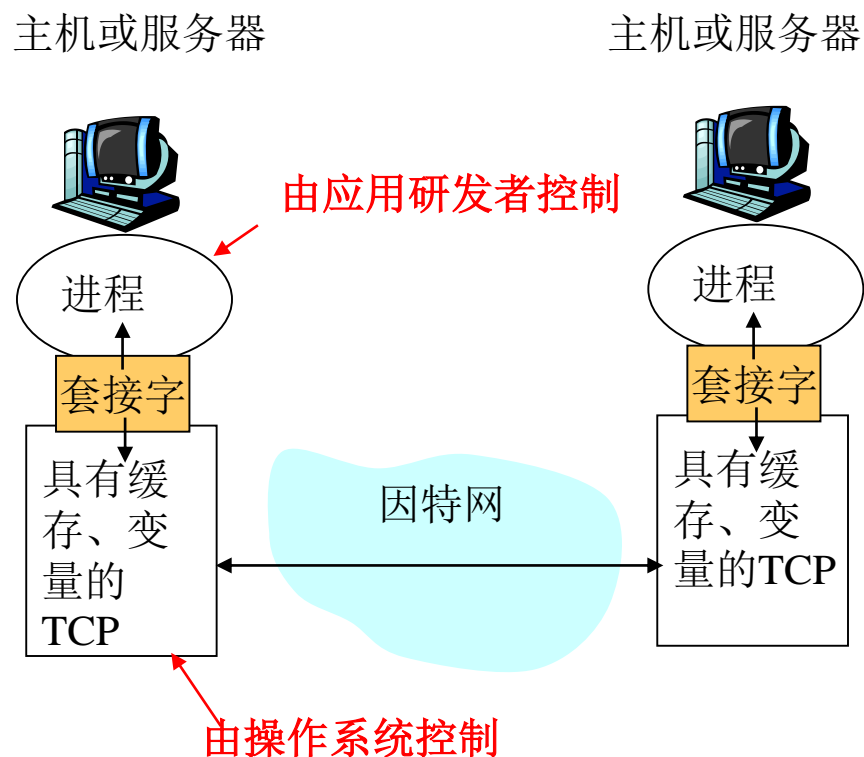 主机或服务器
主机或服务器
由应用研发者控制
进程
进程
套接字
套接字
具有缓
存、变
量的
TCP
因特网
具有缓
存、变
量的TCP
由操作系统控制